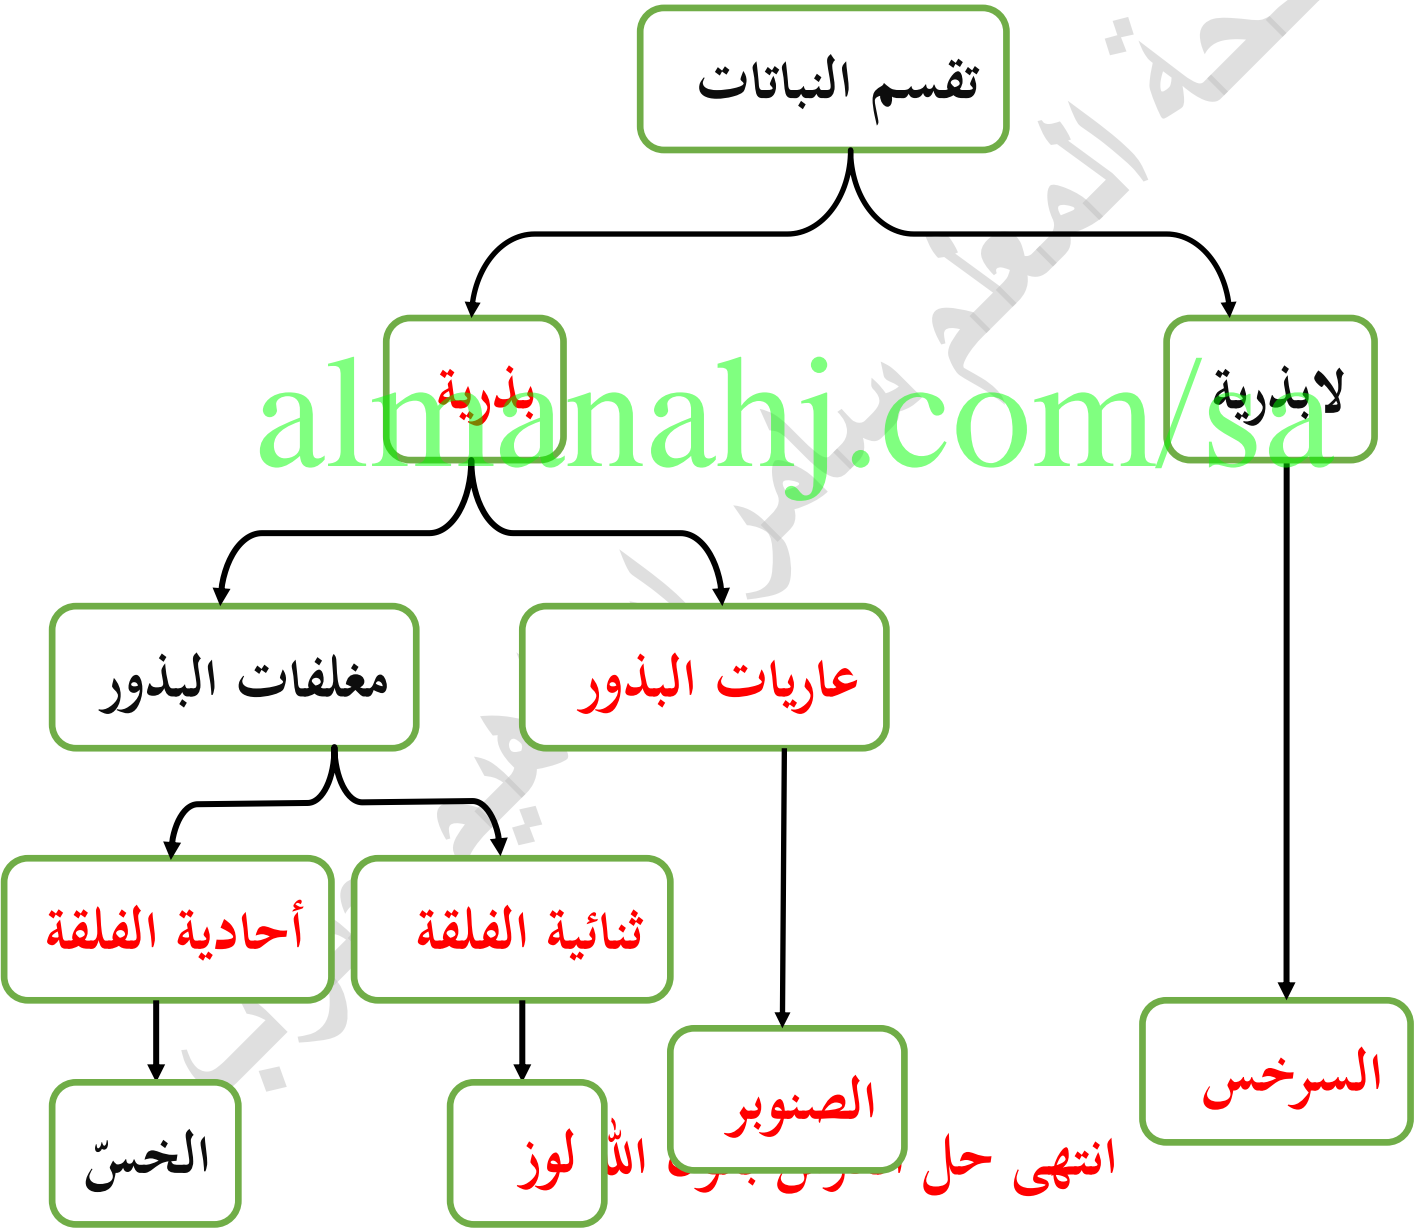 تقسم النباتات
لابذرية
بذرية
almanahj.com/sa
عاريات البذور
مغلفات البذور
ثنائية الفلقة
أحادية الفلقة
السرخس
الصنوبر
لوز
الخسّ
انتهى حل الله